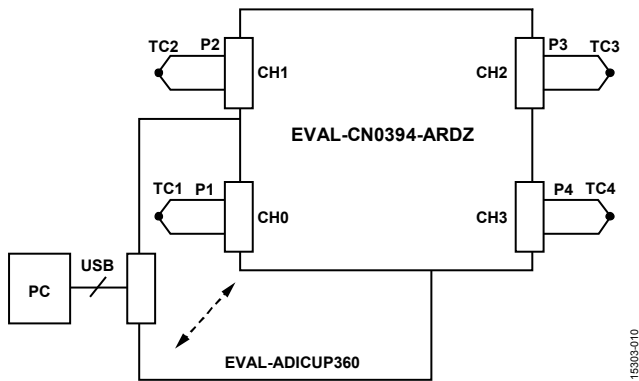 TC2 P2 P3 TC3
CH1 CH2
EVAL-CN0394-ARDZ
TC1 P1 P4 TC4
CH0 CH3
USB
PC
EVAL-ADICUP360
15303-010